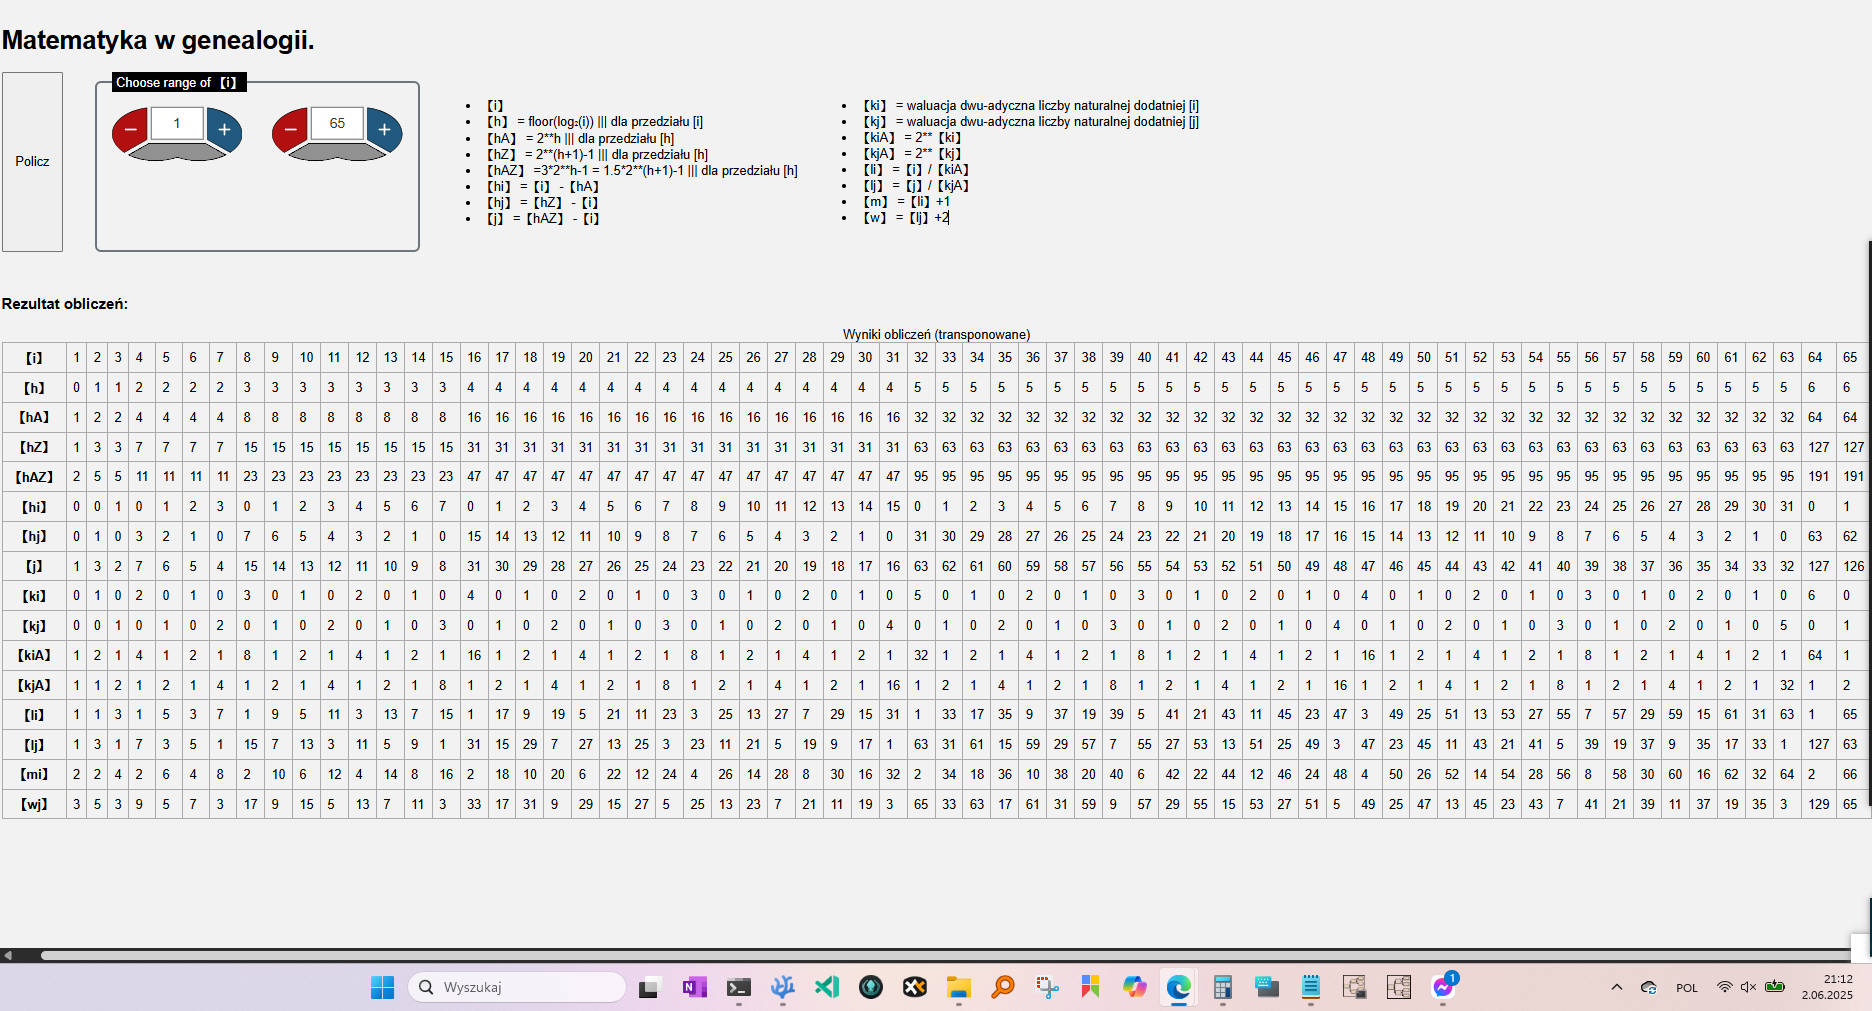 Matematyka w genealogii.
Policz
Choose range of 【i】
− 1 + − 65 +
• 【i】
• 【h】 = floor(log₂(i)) ||| dla przedziału [i]
• 【hA】 = 2**h ||| dla przedziału [h]
• 【hZ】 = 2**(h+1)-1 ||| dla przedziału [h]
• 【hAZ】 =3*2**h-1 = 1.5*2**(h+1)-1 ||| dla przedziału [h]
• 【hi】 =【i】 -【hA】
• 【hj】 =【hZ】 -【i】
• 【j】 =【hAZ】 -【i】
• 【ki】 = waluacja dwu-adyczna liczby naturalnej dodatniej [i]
• 【kj】 = waluacja dwu-adyczna liczby naturalnej dodatniej [j]
• 【kiA】 = 2**【ki】
• 【kjA】 = 2**【kj】
• 【li】 =【i】/【kiA】
• 【lj】 =【j】/【kjA】
• 【m】 =【li】+1
• 【w】 =【lj】+2
Rezultat obliczeń:
Wyniki obliczeń (transponowane)
【i】 1 2 3 4 5 6 7 8 9 10 11 12 13 14 15 16 17 18 19 20 21 22 23 24 25 26 27 28 29 30 31 32 33 34 35 36 37 38 39 40 41 42 43 44 45 46 47 48 49 50 51 52 53 54 55 56 57 58 59 60 61 62 63 64 65
【h】 0 1 1 2 2 2 2 3 3 3 3 3 3 3 3 4 4 4 4 4 4 4 4 4 4 4 4 4 4 4 4 5 5 5 5 5 5 5 5 5 5 5 5 5 5 5 5 5 5 5 5 5 5 5 5 5 5 5 5 5 5 5 5 6 6
【hA】 1 2 2 4 4 4 4 8 8 8 8 8 8 8 8 16 16 16 16 16 16 16 16 16 16 16 16 16 16 16 16 32 32 32 32 32 32 32 32 32 32 32 32 32 32 32 32 32 32 32 32 32 32 32 32 32 32 32 32 32 32 32 32 64 64
【hZ】 1 3 3 7 7 7 7 15 15 15 15 15 15 15 15 31 31 31 31 31 31 31 31 31 31 31 31 31 31 31 31 63 63 63 63 63 63 63 63 63 63 63 63 63 63 63 63 63 63 63 63 63 63 63 63 63 63 63 63 63 63 63 63 127 127
【hAZ】 2 5 5 11 11 11 11 23 23 23 23 23 23 23 23 47 47 47 47 47 47 47 47 47 47 47 47 47 47 47 47 95 95 95 95 95 95 95 95 95 95 95 95 95 95 95 95 95 95 95 95 95 95 95 95 95 95 95 95 95 95 95 95 191 191
【hi】 0 0 1 0 1 2 3 0 1 2 3 4 5 6 7 0 1 2 3 4 5 6 7 8 9 10 11 12 13 14 15 0 1 2 3 4 5 6 7 8 9 10 11 12 13 14 15 16 17 18 19 20 21 22 23 24 25 26 27 28 29 30 31 0 1
【hj】 0 1 0 3 2 1 0 7 6 5 4 3 2 1 0 15 14 13 12 11 10 9 8 7 6 5 4 3 2 1 0 31 30 29 28 27 26 25 24 23 22 21 20 19 18 17 16 15 14 13 12 11 10 9 8 7 6 5 4 3 2 1 0 63 62
【j】 1 3 2 7 6 5 4 15 14 13 12 11 10 9 8 31 30 29 28 27 26 25 24 23 22 21 20 19 18 17 16 63 62 61 60 59 58 57 56 55 54 53 52 51 50 49 48 47 46 45 44 43 42 41 40 39 38 37 36 35 34 33 32 127 126
【ki】 0 1 0 2 0 1 0 3 0 1 0 2 0 1 0 4 0 1 0 2 0 1 0 3 0 1 0 2 0 1 0 5 0 1 0 2 0 1 0 3 0 1 0 2 0 1 0 4 0 1 0 2 0 1 0 3 0 1 0 2 0 1 0 6 0
【kj】 0 0 1 0 1 0 2 0 1 0 2 0 1 0 3 0 1 0 2 0 1 0 3 0 1 0 2 0 1 0 4 0 1 0 2 0 1 0 3 0 1 0 2 0 1 0 4 0 1 0 2 0 1 0 3 0 1 0 2 0 1 0 5 0 1
【kiA】 1 2 1 4 1 2 1 8 1 2 1 4 1 2 1 16 1 2 1 4 1 2 1 8 1 2 1 4 1 2 1 32 1 2 1 4 1 2 1 8 1 2 1 4 1 2 1 16 1 2 1 4 1 2 1 8 1 2 1 4 1 2 1 64 1
【kjA】 1 1 2 1 2 1 4 1 2 1 4 1 2 1 8 1 2 1 4 1 2 1 8 1 2 1 4 1 2 1 16 1 2 1 4 1 2 1 8 1 2 1 4 1 2 1 16 1 2 1 4 1 2 1 8 1 2 1 4 1 2 1 32 1 2
【li】 1 1 3 1 5 3 7 1 9 5 11 3 13 7 15 1 17 9 19 5 21 11 23 3 25 13 27 7 29 15 31 1 33 17 35 9 37 19 39 5 41 21 43 11 45 23 47 3 49 25 51 13 53 27 55 7 57 29 59 15 61 31 63 1 65
【lj】 1 3 1 7 3 5 1 15 7 13 3 11 5 9 1 31 15 29 7 27 13 25 3 23 11 21 5 19 9 17 1 63 31 61 15 59 29 57 7 55 27 53 13 51 25 49 3 47 23 45 11 43 21 41 5 39 19 37 9 35 17 33 1 127 63
【mi】 2 2 4 2 6 4 8 2 10 6 12 4 14 8 16 2 18 10 20 6 22 12 24 4 26 14 28 8 30 16 32 2 34 18 36 10 38 20 40 6 42 22 44 12 46 24 48 4 50 26 52 14 54 28 56 8 58 30 60 16 62 32 64 2 66
【wj】 3 5 3 9 5 7 3 17 9 15 5 13 7 11 3 33 17 31 9 29 15 27 5 25 13 23 7 21 11 19 3 65 33 63 17 61 31 59 9 57 29 55 15 53 27 51 5 49 25 47 13 45 23 43 7 41 21 39 11 37 19 35 3 129 65
Wyszukaj
1
POL
21:12
2.06.2025